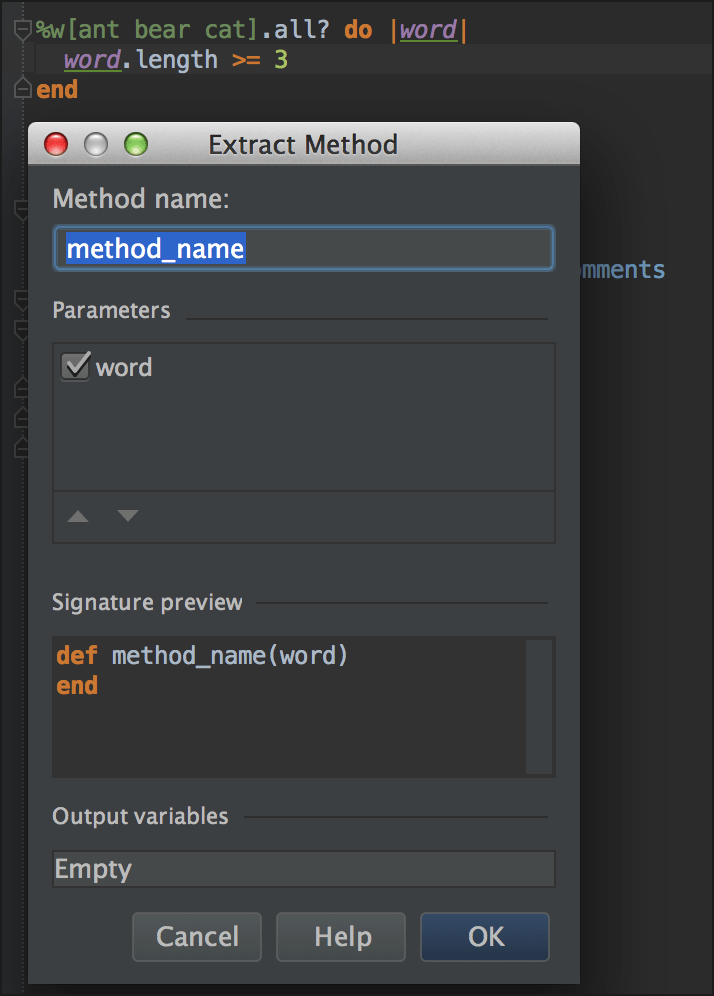 %w[ant bear cat].all? do |word|
word.length >= 3
end
Extract Method
Method name:
method_name
Parameters
word
Signature preview
def method_name(word)
end
Output variables
Empty
Cancel Help OK